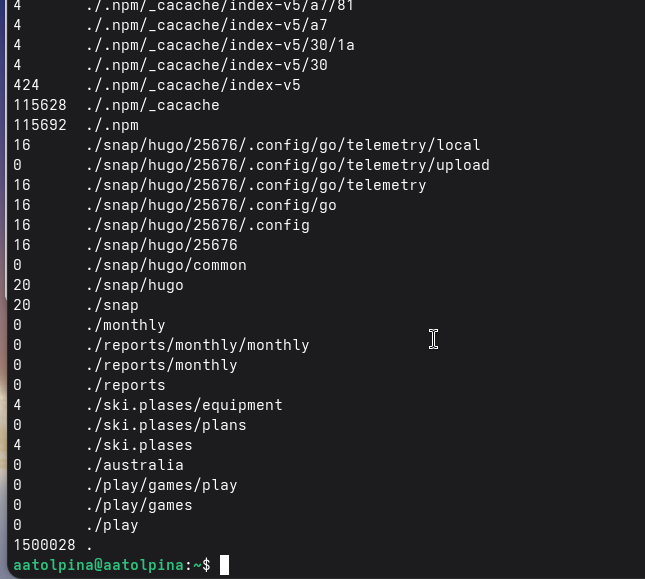 4 ./.npm/_cacache/index-v5/a7/81
4 ./.npm/_cacache/index-v5/a7
4 ./.npm/_cacache/index-v5/30/1a
4 ./.npm/_cacache/index-v5/30
424 ./.npm/_cacache/index-v5
115628 ./.npm/_cacache
115692 ./.npm
16 ./snap/hugo/25676/.config/go/telemetry/local
0 ./snap/hugo/25676/.config/go/telemetry/upload
16 ./snap/hugo/25676/.config/go/telemetry
16 ./snap/hugo/25676/.config/go
16 ./snap/hugo/25676/.config
16 ./snap/hugo/25676
0 ./snap/hugo/common
20 ./snap/hugo
20 ./snap
0 ./monthly
0 ./reports/monthly/monthly
0 ./reports/monthly
0 ./reports
4 ./ski.plases/equipment
0 ./ski.plases/plans
4 ./ski.plases
0 ./australia
0 ./play/games/play
0 ./play/games
0 ./play
1500028 .
aatolpina@aatolpina:~$